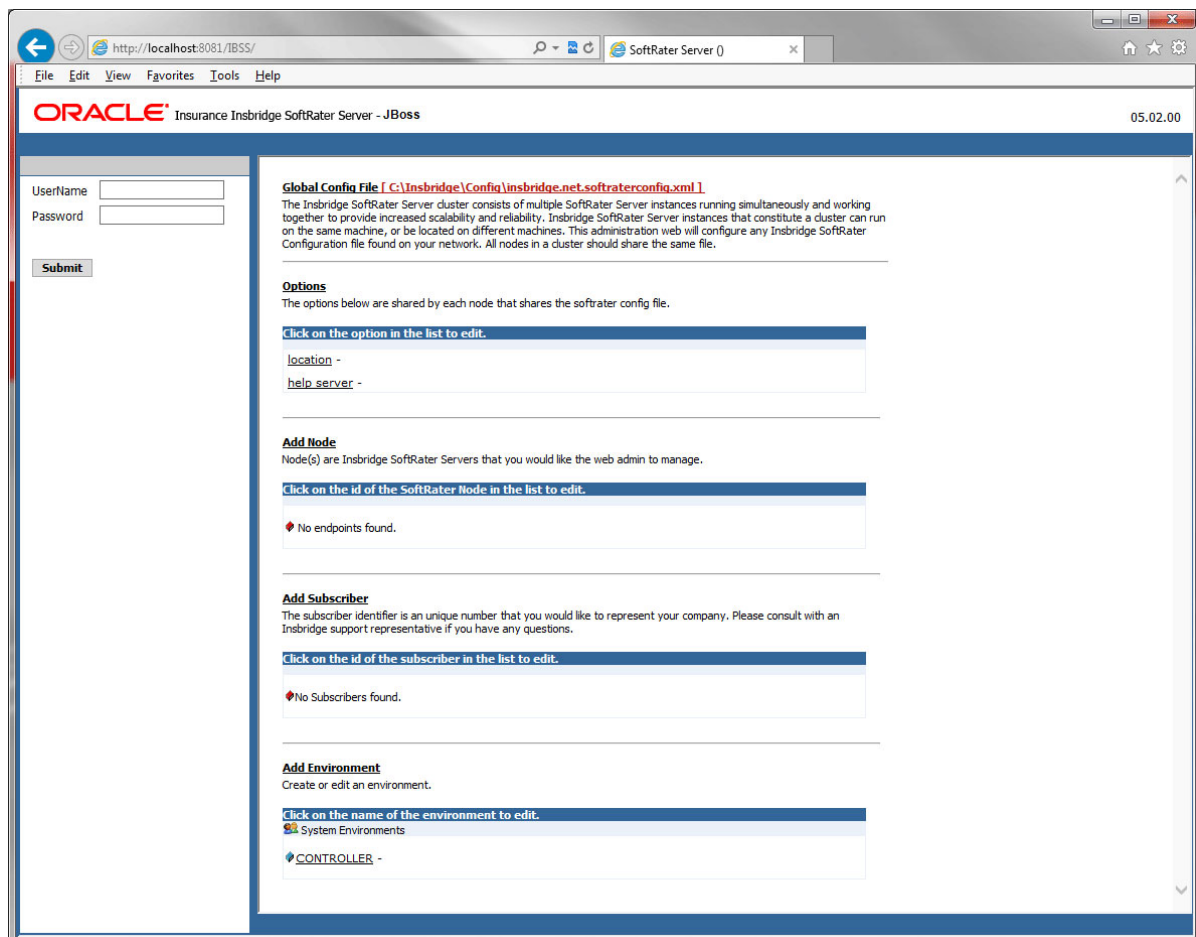 http://localhost:8081/IBSS/
SoftRater Server ()
File Edit View Favorites Tools Help
ORACLE Insurance Insbridge SoftRater Server - JBoss
05.02.00
UserName
Password
Submit
Global Config File [ C:\Insbridge\Config\insbridge.net.softraterconfig.xml ]
The Insbridge SoftRater Server cluster consists of multiple SoftRater Server instances running simultaneously and working
together to provide increased scalability and reliability. Insbridge SoftRater Server instances that constitute a cluster can run
on the same machine, or be located on different machines. This administration web will configure any Insbridge SoftRater
Configuration file found on your network. All nodes in a cluster should share the same file.
Options
The options below are shared by each node that shares the softrater config file.
Click on the option in the list to edit.
location -
help server -
Add Node
Node(s) are Insbridge SoftRater Servers that you would like the web admin to manage.
Click on the id of the SoftRater Node in the list to edit.
No endpoints found.
Add Subscriber
The subscriber identifier is an unique number that you would like to represent your company. Please consult with an
Insbridge support representative if you have any questions.
Click on the id of the subscriber in the list to edit.
No Subscribers found.
Add Environment
Create or edit an environment.
Click on the name of the environment to edit.
System Environments
CONTROLLER -